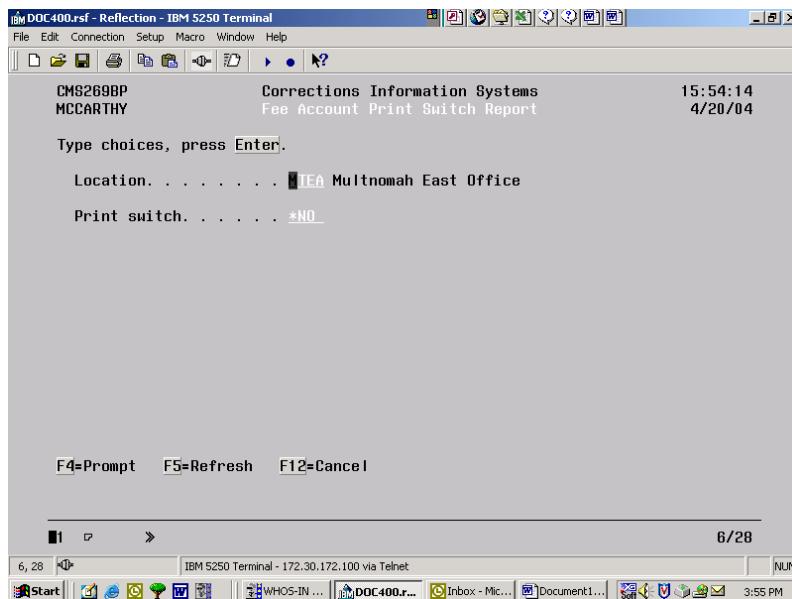 DOC400.rsf - Reflection - IBM 5250 Terminal
File Edit Connection Setup Macro Window Help
CMS269BP Corrections Information Systems 15:54:14
MCCARTHY Fee Account Print Switch Report 4/20/04
Type choices, press Enter.
Location. . . . . . . . MTEA Multnomah East Office
Print switch. . . . . . *NO
F4=Prompt F5=Refresh F12=Cancel
1 6/28
6, 28 IBM 5250 Terminal - 172.30.172.100 via Telnet NUM
Start WHOS-IN ... DOC400.r... Inbox - Mic... Document1... 3:55 PM